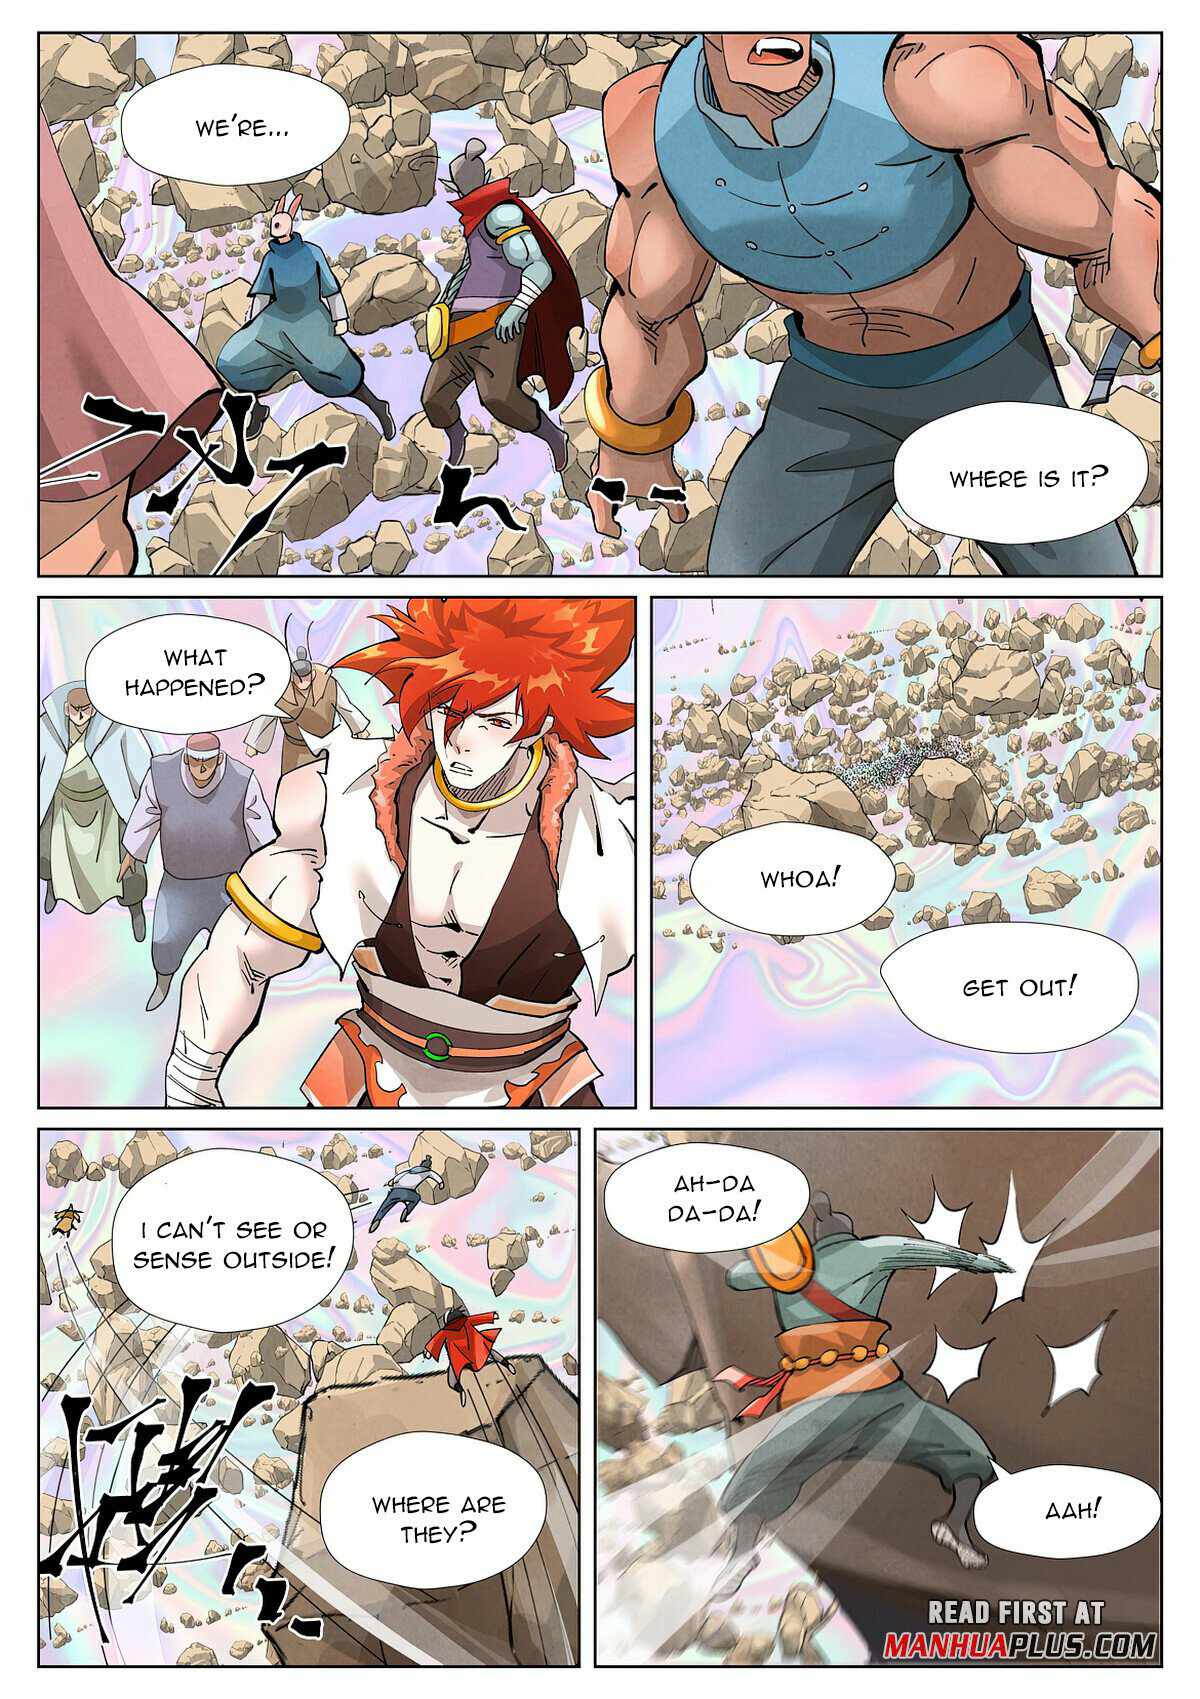 WE'RE...
WHERE IS IT?
WHAT
HAPPENED?
WHOA!
GET OUT!
I CAN'T SEE OR
SENSE OUTSIDE!
WHERE ARE
THEY?
AH-DA
DA-DA!
AAH!
READ FIRST AT
MANHUAPLUS.COM